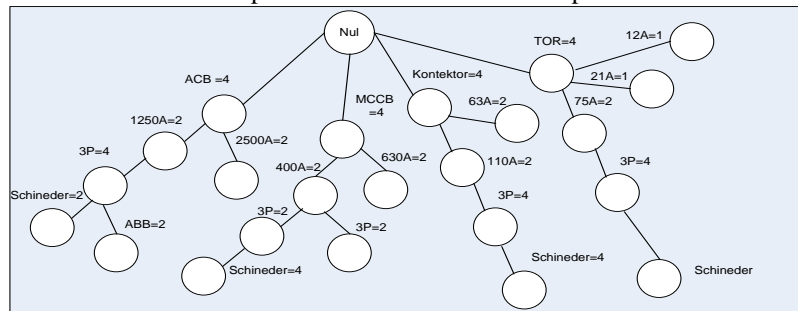 Nul
TOR=4
12A=1
ACB =4
Kontektor=4
21A=1
MCCB
=4
63A=2
75A=2
1250A=2
2500A=2
3P=4
400A=2
630A=2
110A=2
3P=4
Schineder=2
ABB=2
3P=2
3P=2
3P=4
Schineder=4
Schineder=4
Schineder